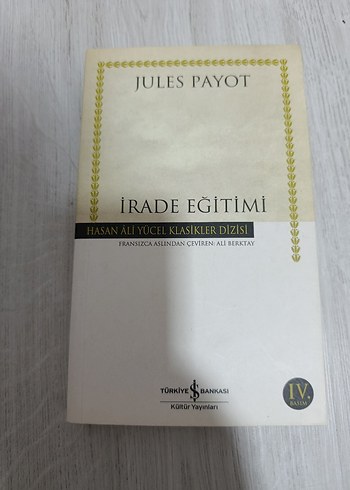 JULES PAYOT
İRADE EĞİTİMİ
HASAN ÂLİ YÜCEL KLASİKLER DİZİSİ
FRANSIZCA ASLINDAN ÇEVİREN: ALİ BERKTAY
TÜRKİYE İŞ BANKASI
Kültür Yayınları
IV.
BASIM